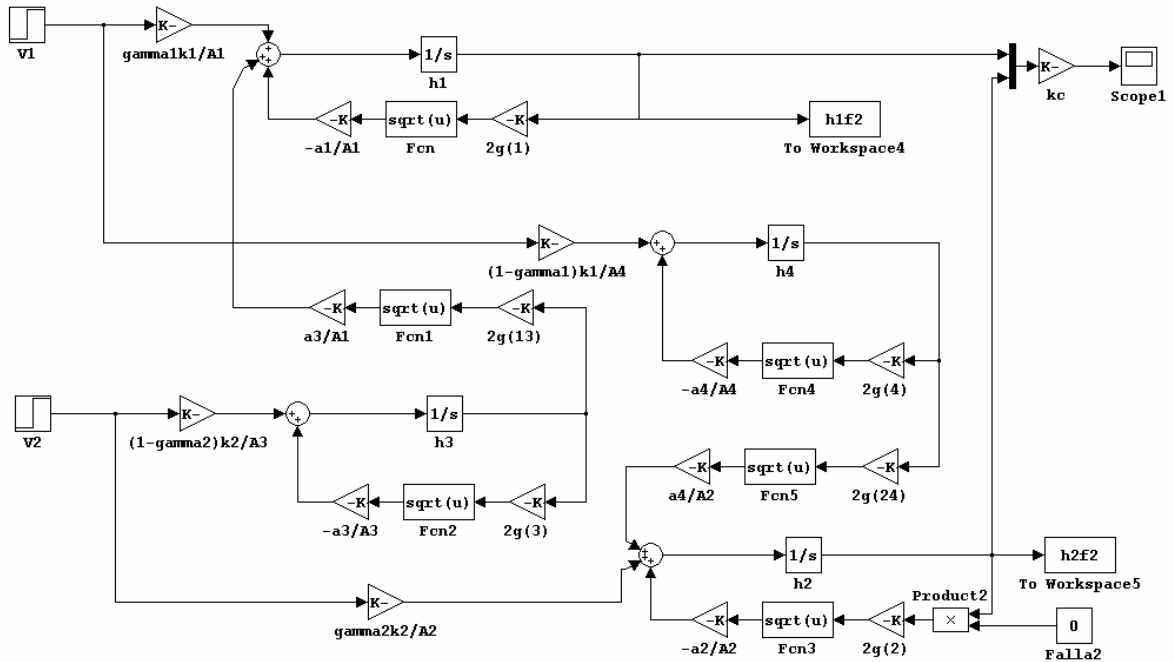 V1
K-
gamma1k1/A1
+
+
+
1/s
h1
K-
kc
Scope1
-K
-a1/A1
sqrt(u)
Fcn
-K
2g(1)
h1f2
To Workspace4
K-
(1-gamma1)k1/A4
+
+
1/s
h4
-K
a3/A1
sqrt(u)
Fcn1
-K
2g(13)
-K
-a4/A4
sqrt(u)
Fcn4
-K
2g(4)
V2
K-
(1-gamma2)k2/A3
+
+
1/s
h3
-K
a4/A2
sqrt(u)
Fcn5
-K
2g(24)
-K
-a3/A3
sqrt(u)
Fcn2
-K
2g(3)
+
+
+
1/s
h2
h2f2
To Workspace5
K-
gamma2k2/A2
-K
-a2/A2
sqrt(u)
Fcn3
-K
2g(2)
Product2
×
0
Falla2